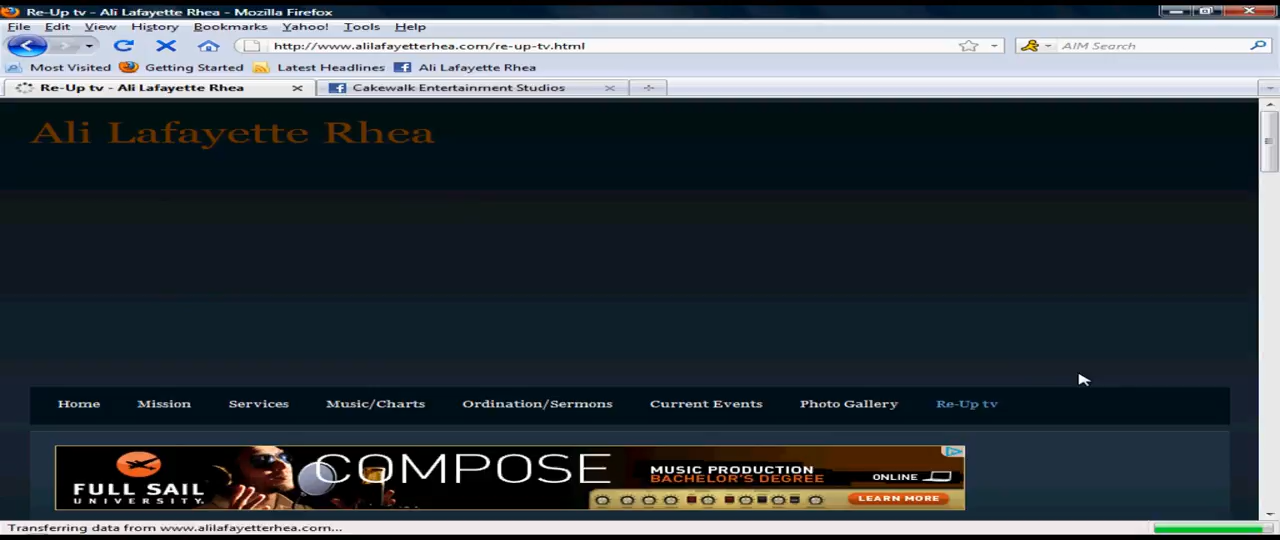 Re-Up tv - Ali Lafayette Rhea - Mozilla Firefox
File Edit View History Bookmarks Yahoo! Tools Help
http://www.alilafayetterhea.com/re-up-tv.html AIM Search
Most Visited Getting Started Latest Headlines Ali Lafayette Rhea
Re-Up tv - Ali Lafayette Rhea Cakewalk Entertainment Studios
Ali Lafayette Rhea
Home Mission Services Music/Charts Ordination/Sermons Current Events Photo Gallery Re-Up tv
FULL SAIL
UNIVERSITY.
COMPOSE
MUSIC PRODUCTION
BACHELOR'S DEGREE
ONLINE
LEARN MORE
Transferring data from www.alilafayetterhea.com...